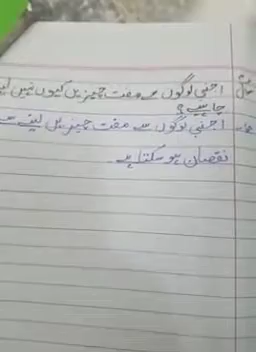 سوال اجنبی لوگوں سے مفت چیزیں کیوں نہیں
چاہیے؟
اجنبی لوگوں سے مفت چیزیں لینے سے
نقصان ہو سکتا ہے